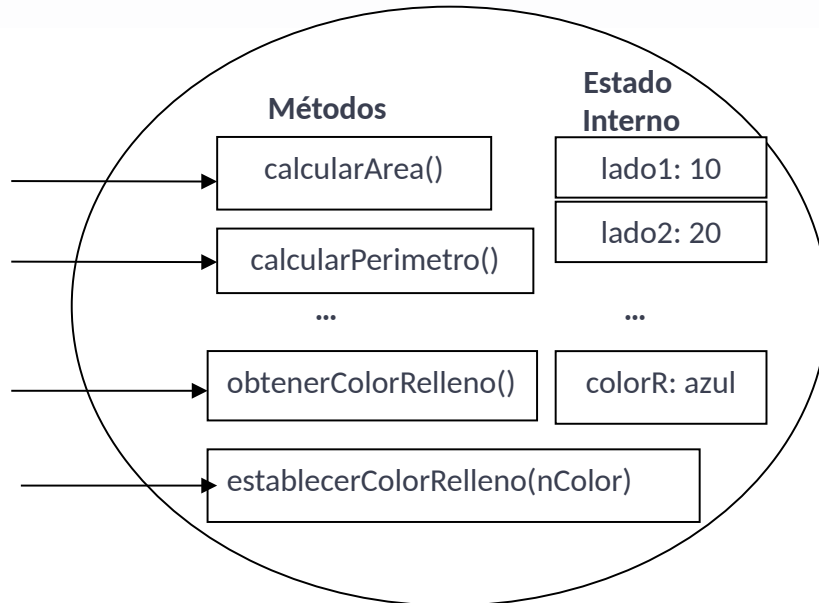 Métodos
Estado
Interno
calcularArea()
lado1: 10
lado2: 20
calcularPerimetro()
...
...
obtenerColorRelleno()
colorR: azul
establecerColorRelleno(nColor)